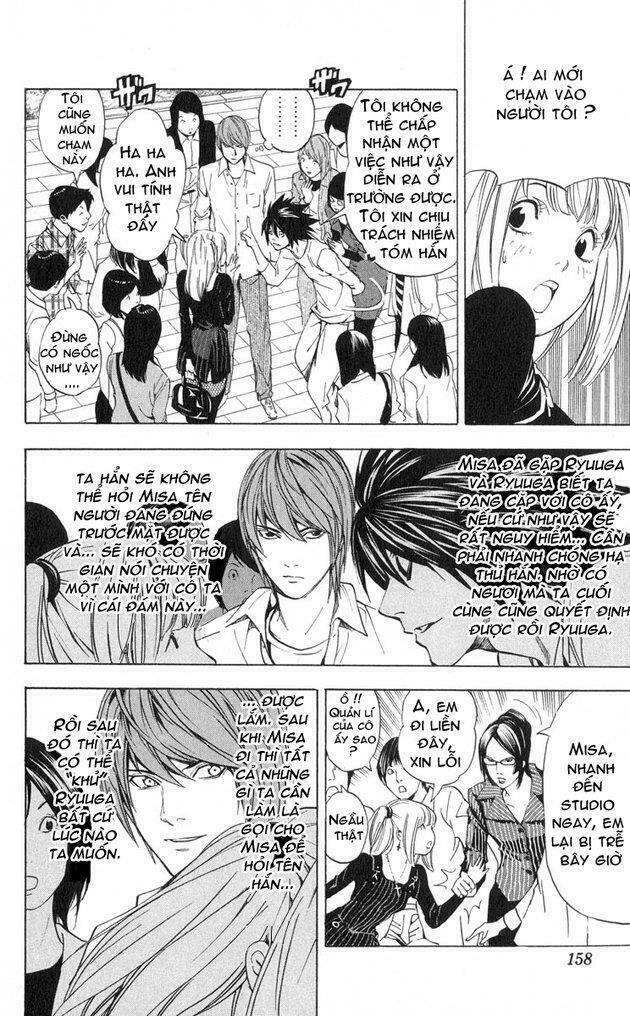 Á ! AI MỚI
CHẠM VÀO
NGƯỜI TÔI ?
TÔI KHÔNG
THỂ CHẤP
NHẬN MỘT
VIỆC NHƯ VẬY
DIỄN RA Ở
TRƯỜNG ĐƯỢC.
TÔI XIN CHỊU
TRÁCH NHIỆM
TÓM HẮN
ザワ
ザワ
TÔI
CŨNG
MUỐN
CHẠM
NÀY
HA HA
HA. ANH
VUI TÍNH
THẬT
ĐẤY
ĐỪNG
CÓ NGỐC
NHƯ VẬY
....
MISA ĐÃ GẶP RYUUGA
VÀ RYUUGA BIẾT TA
ĐANG CẶP VỚI CÔ ẤY,
NẾU CỨ NHƯ VẬY SẼ
RẤT NGUY HIỂM... CẦN
PHẢI NHANH CHÓNG HẠ
THỦ HẮN. NHỜ CÓ
NGƯỜI MÀ TA CUỐI
CÙNG CŨNG QUYẾT ĐỊNH
ĐƯỢC RỒI RYUUGA.
TA HẲN SẼ KHÔNG
THỂ HỎI MISA TÊN
NGƯỜI ĐANG ĐỨNG
TRƯỚC MẶT ĐƯỢC
VÀ... SẼ KHÓ CÓ THỜI
GIAN NÓI CHUYỆN
MỘT MÌNH VỚI CÔ TA
VÌ CÁI ĐÁM NÀY...
MISA,
NHANH
ĐẾN
STUDIO
NGAY, EM
LẠI BỊ TRỄ
BÂY GIỜ
A, EM
ĐI LIỀN
ĐÂY,
XIN LỖI
Ồ !!
QUẢN LÍ
CỦA CÔ
ẤY SAO
?
NGẦU
THẬT
... ĐƯỢC
LẮM. SAU
KHI MISA
ĐI THÌ TẤT
CẢ NHỮNG
GÌ TA CẦN
LÀM LÀ
GỌI CHO
MISA ĐỂ
HỎI TÊN
HẮN...
RỒI SAU
ĐÓ THÌ TA
CÓ THỂ
"KHỬ"
RYUUGA
BẤT CỨ
LÚC NÀO
TA MUỐN.
158